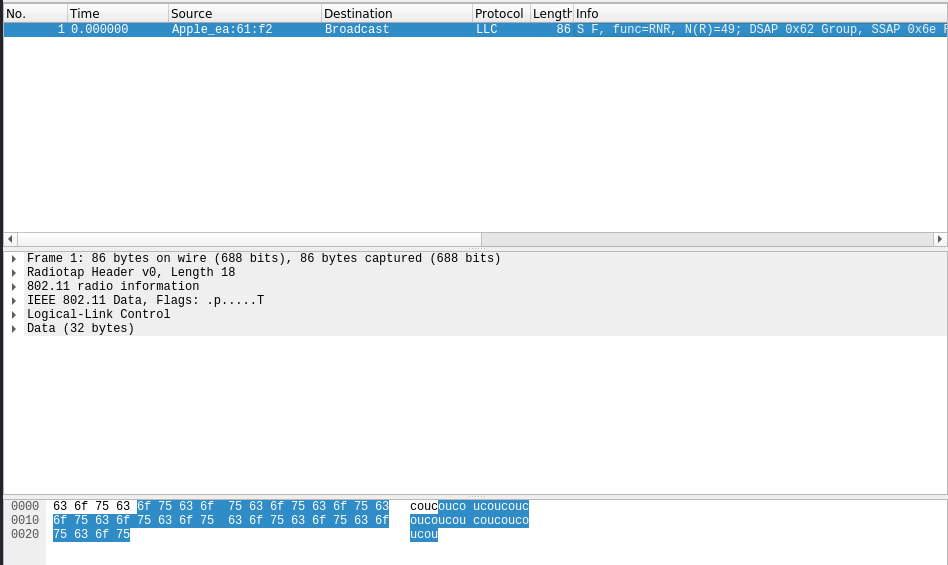 No. Time Source Destination Protocol Length Info
1 0.000000 Apple_ea:61:f2 Broadcast LLC 86 S F, func=RNR, N(R)=49; DSAP 0x62 Group, SSAP 0x6e
Frame 1: 86 bytes on wire (688 bits), 86 bytes captured (688 bits)
Radiotap Header v0, Length 18
802.11 radio information
IEEE 802.11 Data, Flags: .p.....T
Logical-Link Control
Data (32 bytes)
0000 63 6f 75 63 6f 75 63 6f 75 63 6f 75 63 6f 75 63 coucouco ucoucouc
0010 6f 75 63 6f 75 63 6f 75 63 6f 75 63 6f 75 63 6f oucoucou coucouco
0020 75 63 6f 75 ucou